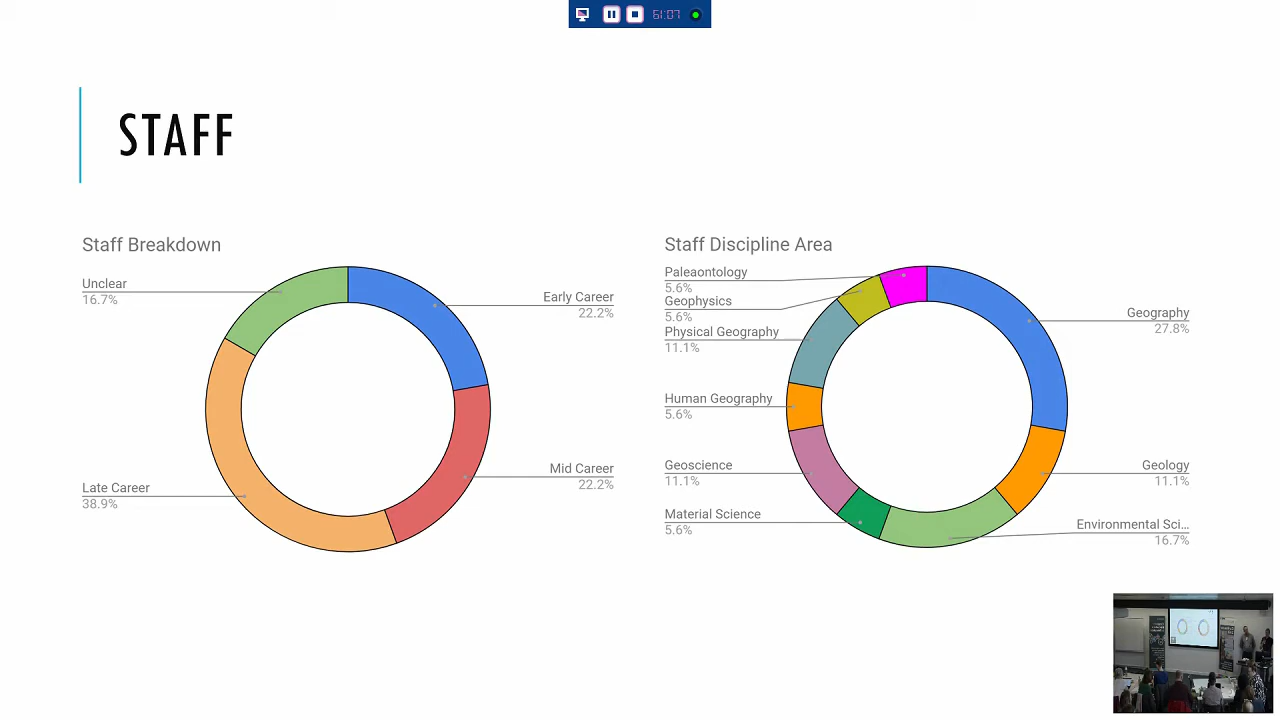 61:07
STAFF
Staff Breakdown
Unclear
16.7%
Early Career
22.2%
Mid Career
22.2%
Late Career
38.9%
Staff Discipline Area
Paleaontology
5.6%
Geophysics
5.6%
Physical Geography
11.1%
Human Geography
5.6%
Geoscience
11.1%
Material Science
5.6%
Geography
27.8%
Geology
11.1%
Environmental Sci...
16.7%